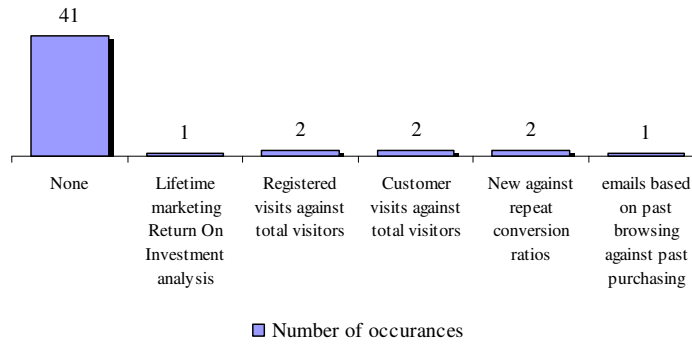 41
1
2
2
2
1
None
Lifetime
marketing
Return On
Investment
analysis
Registered
visits against
total visitors
Customer
visits against
total visitors
New against
repeat
conversion
ratios
emails based
on past
browsing
against past
purchasing
Number of occurances